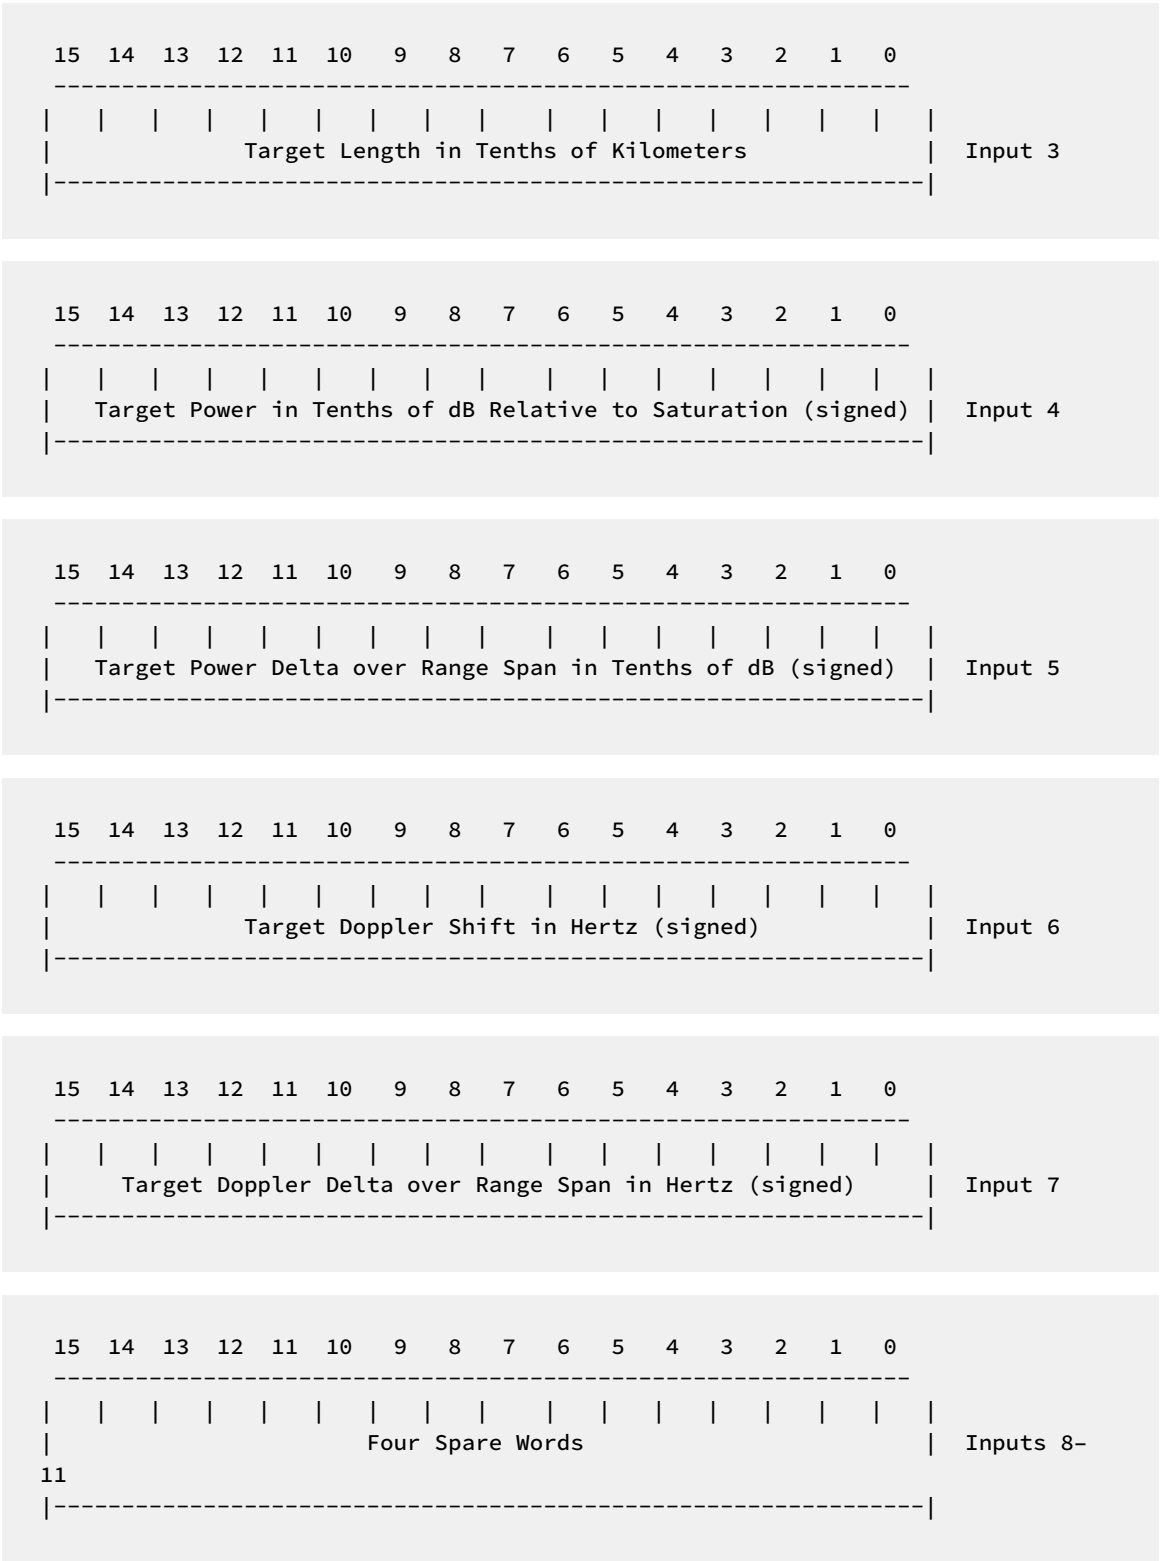 15  14  13  12  11  10   9   8   7   6   5   4   3   2   1   0
---------------------------------------------------------------
|   |   |   |   |   |   |   |   |    |   |   |   |   |   |   |   |
|              Target Length in Tenths of Kilometers             |  Input 3
|----------------------------------------------------------------|
15  14  13  12  11  10   9   8   7   6   5   4   3   2   1   0
---------------------------------------------------------------
|   |   |   |   |   |   |   |   |    |   |   |   |   |   |   |   |
|   Target Power in Tenths of dB Relative to Saturation (signed) |  Input 4
|----------------------------------------------------------------|
15  14  13  12  11  10   9   8   7   6   5   4   3   2   1   0
---------------------------------------------------------------
|   |   |   |   |   |   |   |   |    |   |   |   |   |   |   |   |
|   Target Power Delta over Range Span in Tenths of dB (signed)  |  Input 5
|----------------------------------------------------------------|
15  14  13  12  11  10   9   8   7   6   5   4   3   2   1   0
---------------------------------------------------------------
|   |   |   |   |   |   |   |   |    |   |   |   |   |   |   |   |
|              Target Doppler Shift in Hertz (signed)            |  Input 6
|----------------------------------------------------------------|
15  14  13  12  11  10   9   8   7   6   5   4   3   2   1   0
---------------------------------------------------------------
|   |   |   |   |   |   |   |   |    |   |   |   |   |   |   |   |
|     Target Doppler Delta over Range Span in Hertz (signed)     |  Input 7
|----------------------------------------------------------------|
15  14  13  12  11  10   9   8   7   6   5   4   3   2   1   0
---------------------------------------------------------------
|   |   |   |   |   |   |   |   |    |   |   |   |   |   |   |   |
|                       Four Spare Words                         |  Inputs 8–
11
|----------------------------------------------------------------|